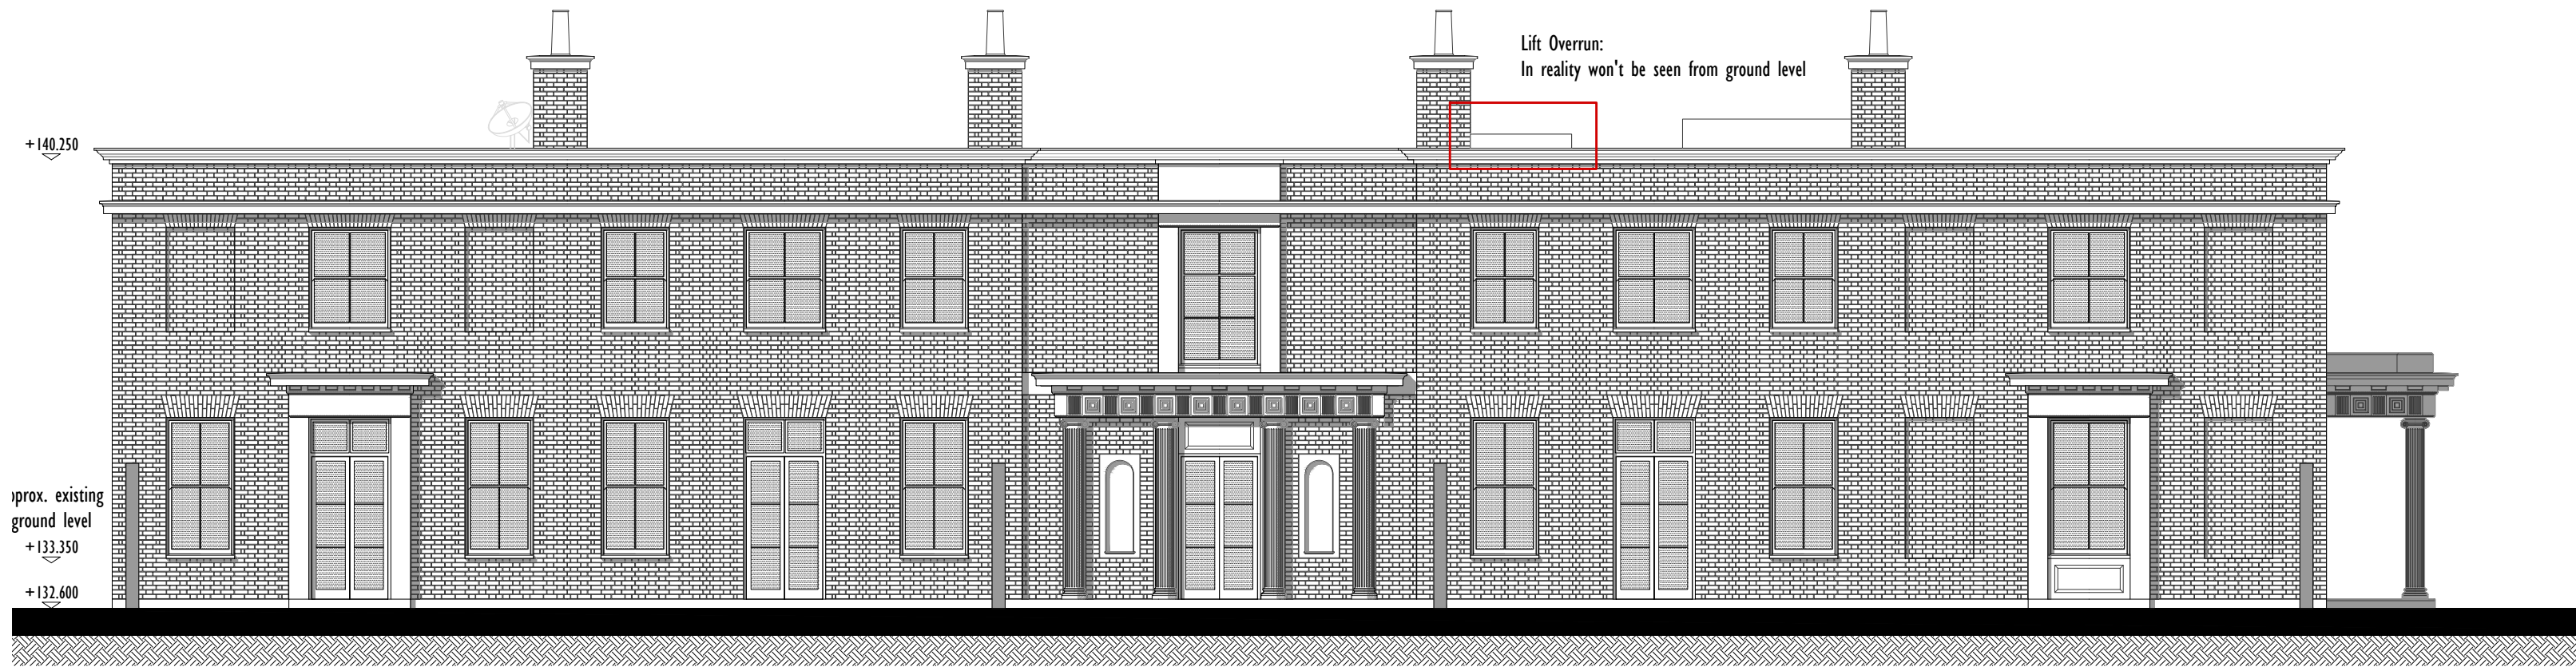 Lift Overrun:
In reality won't be seen from ground level
+140.250
existing
ground level
+133.350
+132.600